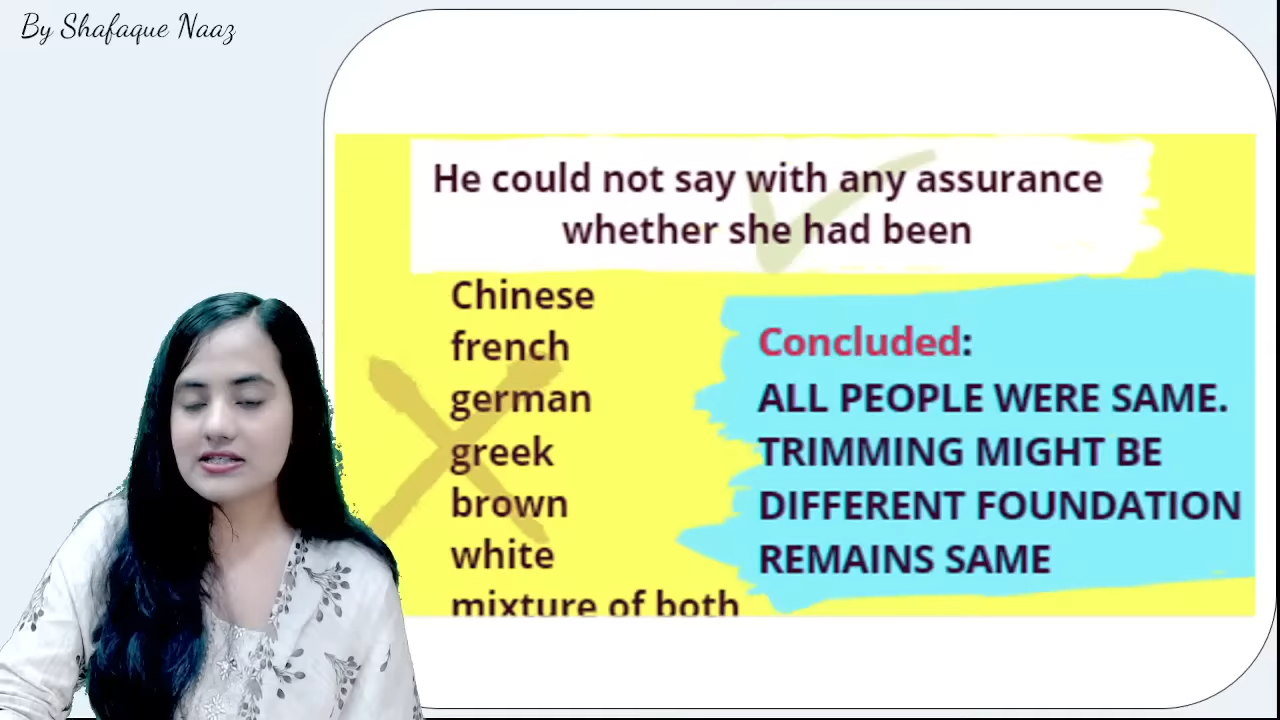 By Shafaque Naaz
He could not say with any assurance
whether she had been
Chinese
french
german
greek
brown
white
mixture of both
Concluded:
ALL PEOPLE WERE SAME.
TRIMMING MIGHT BE
DIFFERENT FOUNDATION
REMAINS SAME